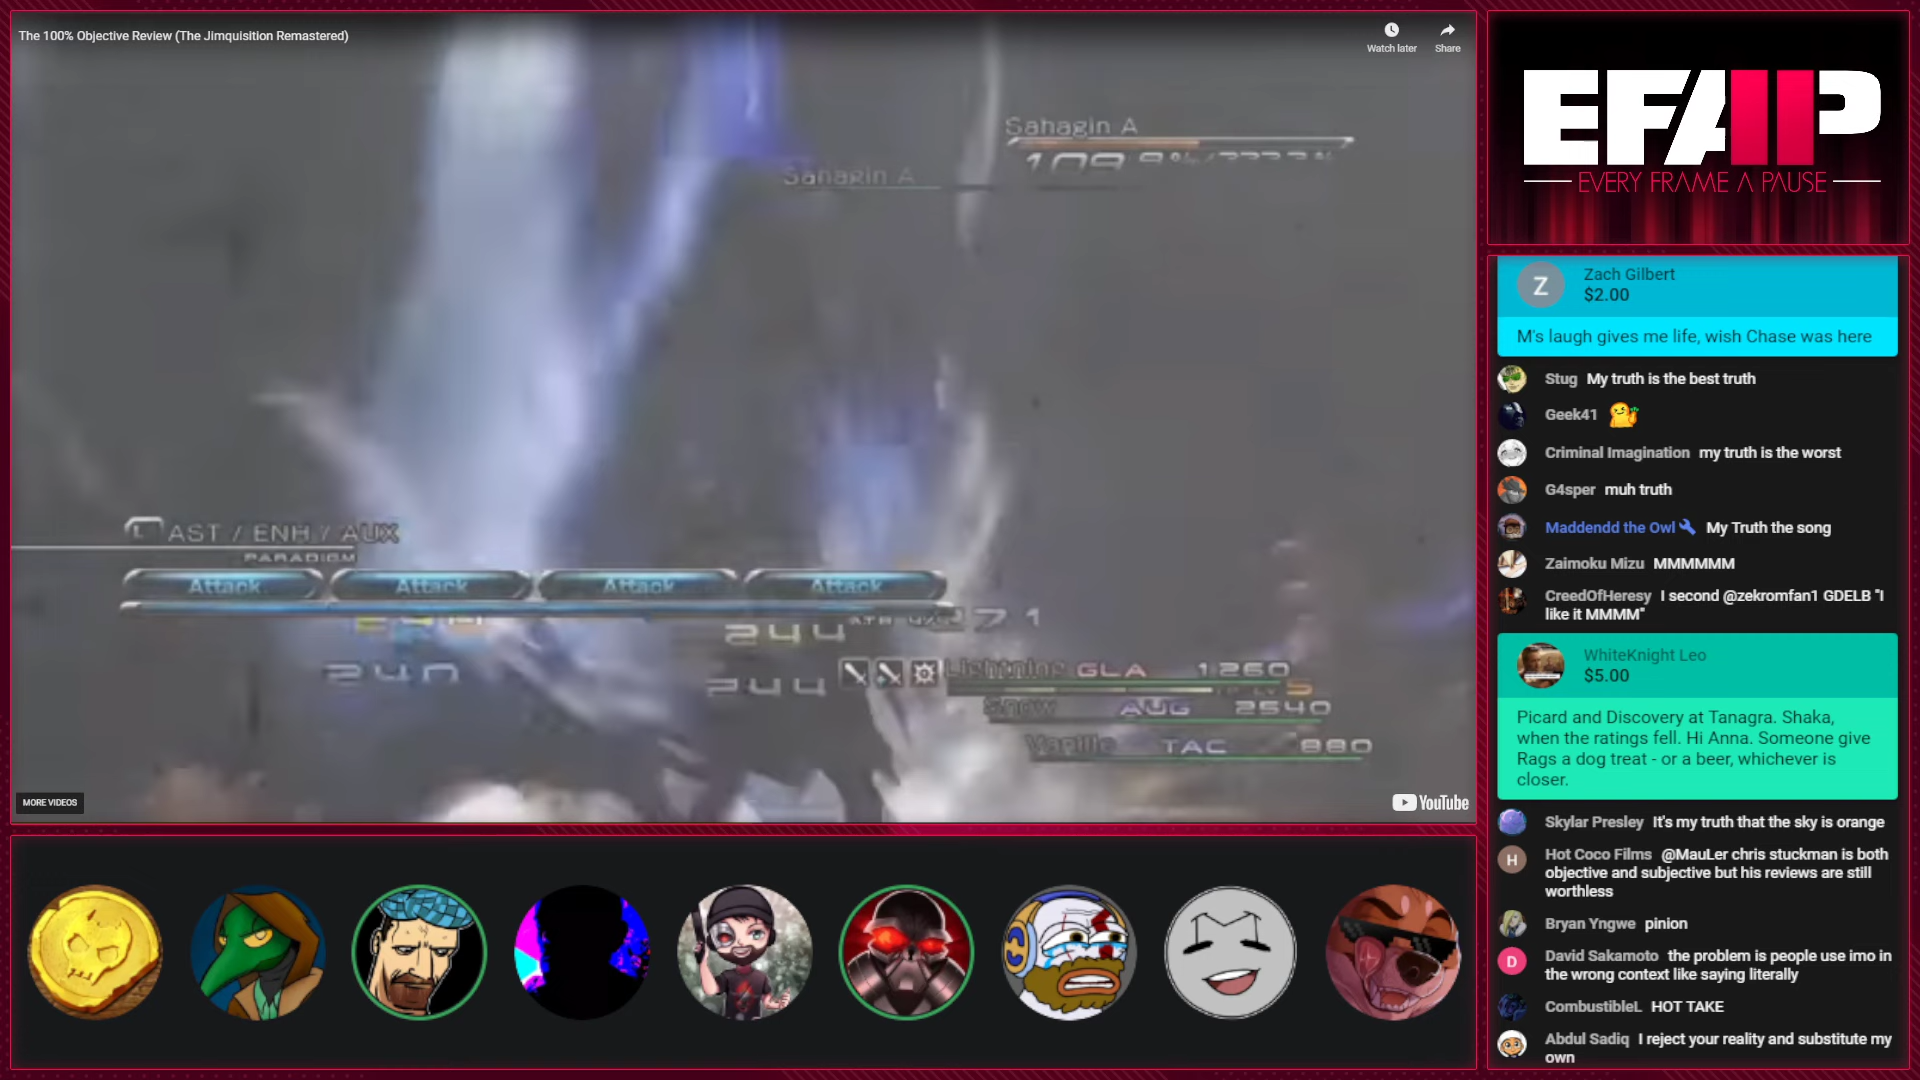 The 100% Objective Review (The Jimquisition Remastered)
Watch later
Share
Sahagin A
Sahagin A
AST / ENH / AUX
PARADIGM
Attack
Attack
Attack
Attack
244
240
244
Lightning GLA 1260
Snow AUG 2540
Vanille TAC 880
MORE VIDEOS
YouTube
EFAP
EVERY FRAME A PAUSE
Z
Zach Gilbert
$2.00
M's laugh gives me life, wish Chase was here
Stug My truth is the best truth
Geek41
Criminal Imagination my truth is the worst
G4sper muh truth
Maddendd the Owl My Truth the song
Zaimoku Mizu MMMMMM
CreedOfHeresy I second @zekromfan1 GDELB "I
like it MMMM"
WhiteKnight Leo
$5.00
Picard and Discovery at Tanagra. Shaka,
when the ratings fell. Hi Anna. Someone give
Rags a dog treat - or a beer, whichever is
closer.
Skylar Presley It's my truth that the sky is orange
H
Hot Coco Films @MauLer chris stuckman is both
objective and subjective but his reviews are still
worthless
Bryan Yngwe pinion
D
David Sakamoto the problem is people use imo in
the wrong context like saying literally
CombustibleL HOT TAKE
Abdul Sadiq I reject your reality and substitute my
own